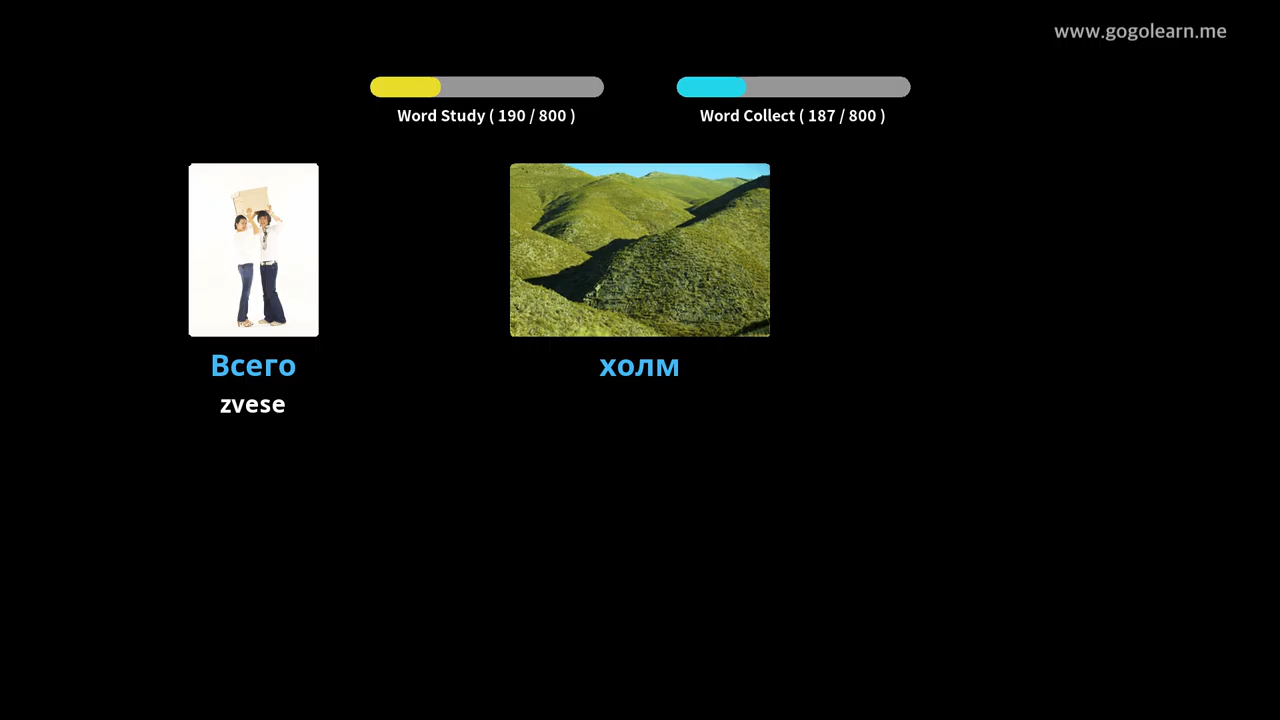 www.gogolearn.me
Word Study ( 190 / 800 )
Word Collect ( 187 / 800 )
Всего
zvese
холм